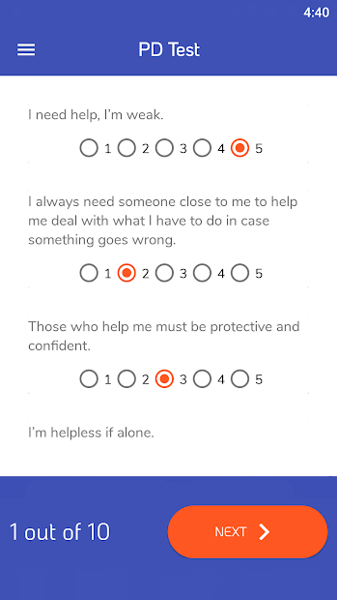 4:40
PD Test
I need help, I'm weak.
1 2 3 4 5
I always need someone close to me to help
me deal with what I have to do in case
something goes wrong.
1 2 3 4 5
Those who help me must be protective and
confident.
1 2 3 4 5
I'm helpless if alone.
1 out of 10
NEXT